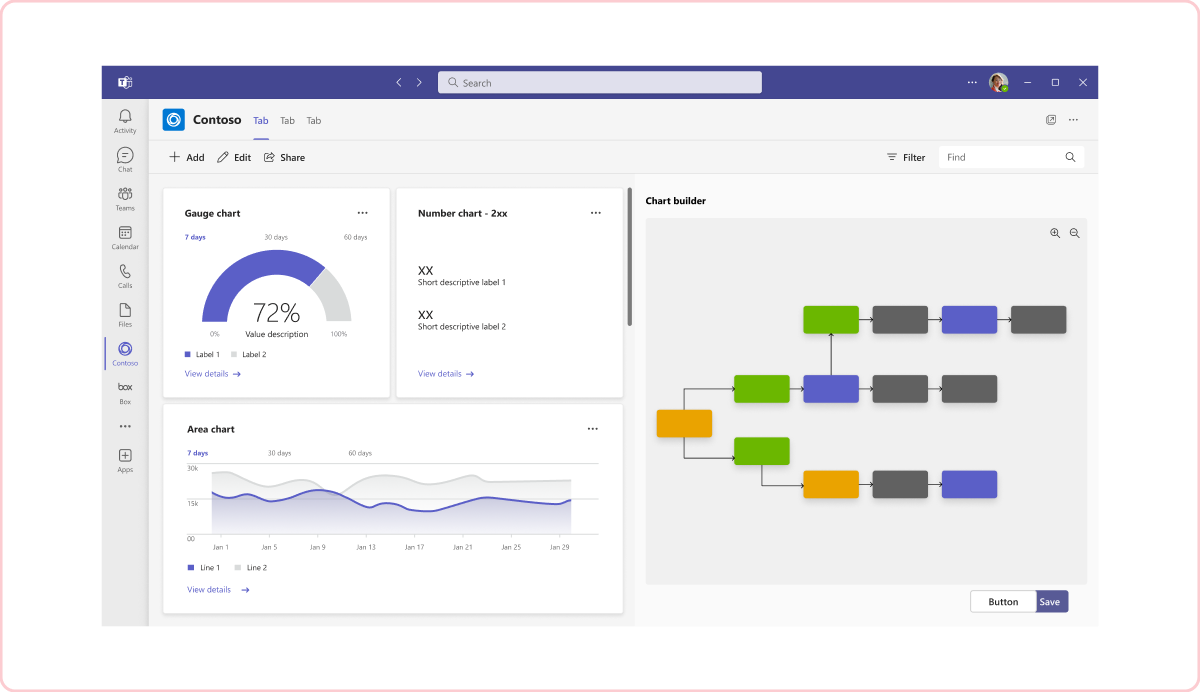 Search
Activity
Chat
Teams
Calendar
Calls
Files
Contoso
box
Box
Apps
Contoso Tab Tab Tab
Add Edit Share
Filter Find
Gauge chart
7 days 30 days 60 days
72%
0% Value description 100%
Label 1 Label 2
View details
Number chart - 2xx
XX
Short descriptive label 1
XX
Short descriptive label 2
View details
Area chart
7 days 30 days 60 days
30k
15k
00
Jan 1 Jan 5 Jan 9 Jan 13 Jan 17 Jan 21 Jan 25 Jan 29
Line 1 Line 2
View details
Chart builder
Button Save